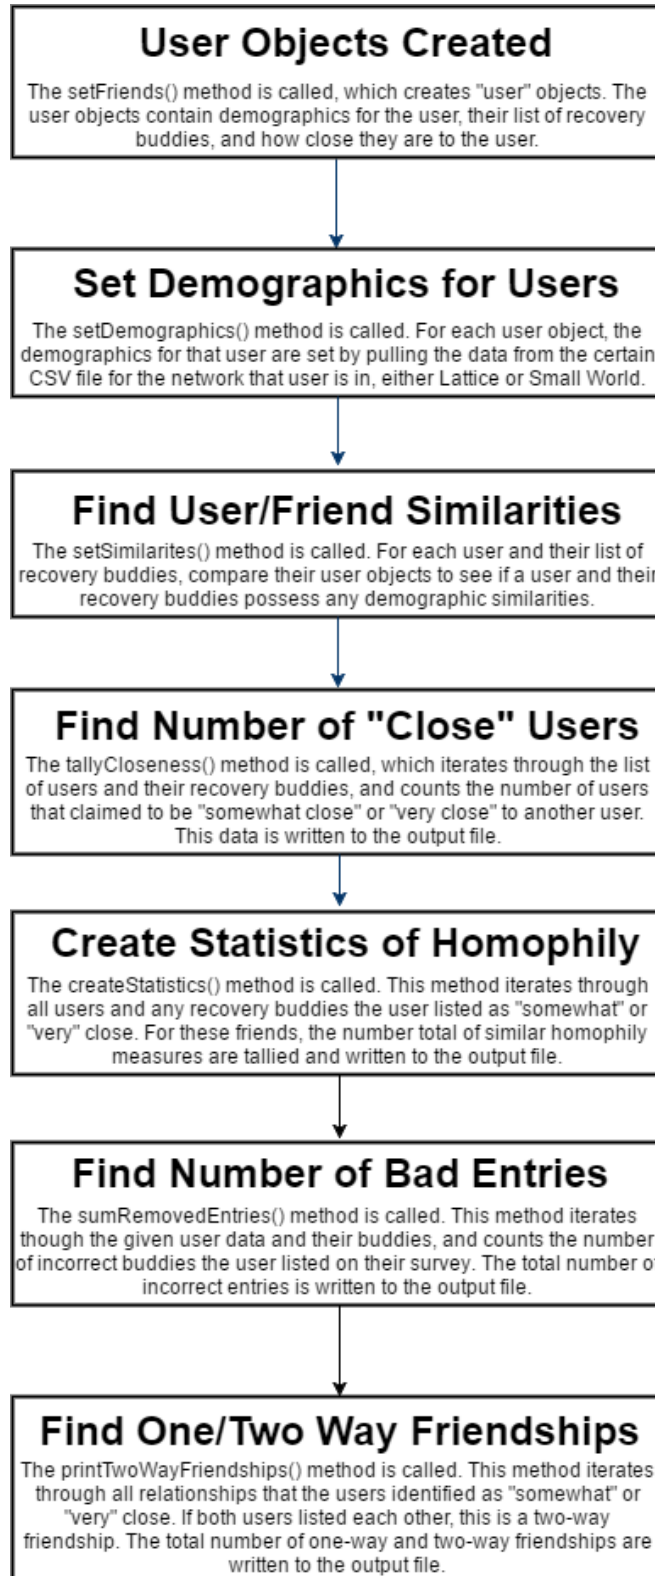 User Objects Created
The setFriends() method is called, which creates "user" objects. The
user objects contain demographics for the user, their list of recovery
buddies, and how close they are to the user.
Set Demographics for Users
The setDemographics() method is called. For each user object, the
demographics for that user are set by pulling the data from the certain
CSV file for the network that user is in, either Lattice or Small World.
Find User/Friend Similarities
The setSimilarites() method is called. For each user and their list of
recovery buddies, compare their user objects to see if a user and their
recovery buddies possess any demographic similarities.
Find Number of "Close" Users
The tallyCloseness() method is called, which iterates through the list
of users and their recovery buddies, and counts the number of users
that claimed to be "somewhat close" or "very close" to another user.
This data is written to the output file.
Create Statistics of Homophily
The createStatistics() method is called. This method iterates through
all users and any recovery buddies the user listed as "somewhat" or
"very" close. For these friends, the number total of similar homophily
measures are tallied and written to the output file.
Find Number of Bad Entries
The sumRemovedEntries() method is called. This method iterates
though the given user data and their buddies, and counts the number
of incorrect buddies the user listed on their survey. The total number of
incorrect entries is written to the output file.
Find One/Two Way Friendships
The printTwoWayFriendships() method is called. This method iterates
through all relationships that the users identified as "somewhat" or
"very" close. If both users listed each other, this is a two-way
friendship. The total number of one-way and two-way friendships are
written to the output file.